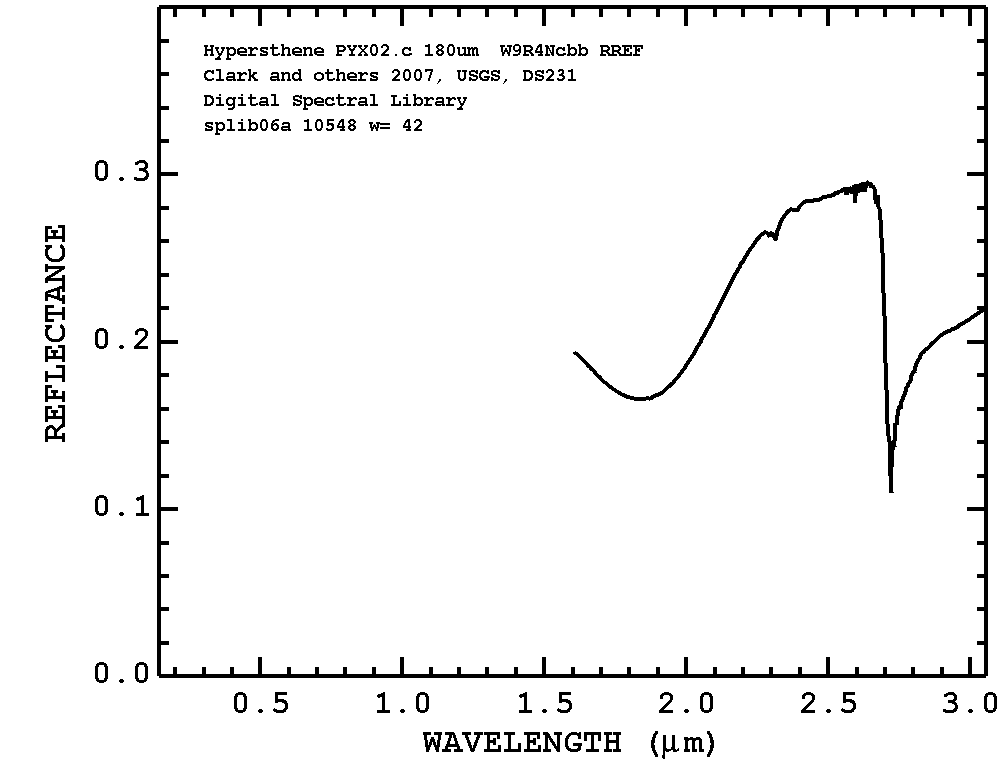 Hypersthene PYX02.c 180um W9R4Ncbb RREF
Clark and others 2007, USGS, DS231
Digital Spectral Library
splib06a 10548 w= 42
REFLECTANCE
0.3
0.2
0.1
0.0
0.5 1.0 1.5 2.0 2.5 3.0
WAVELENGTH (μm)